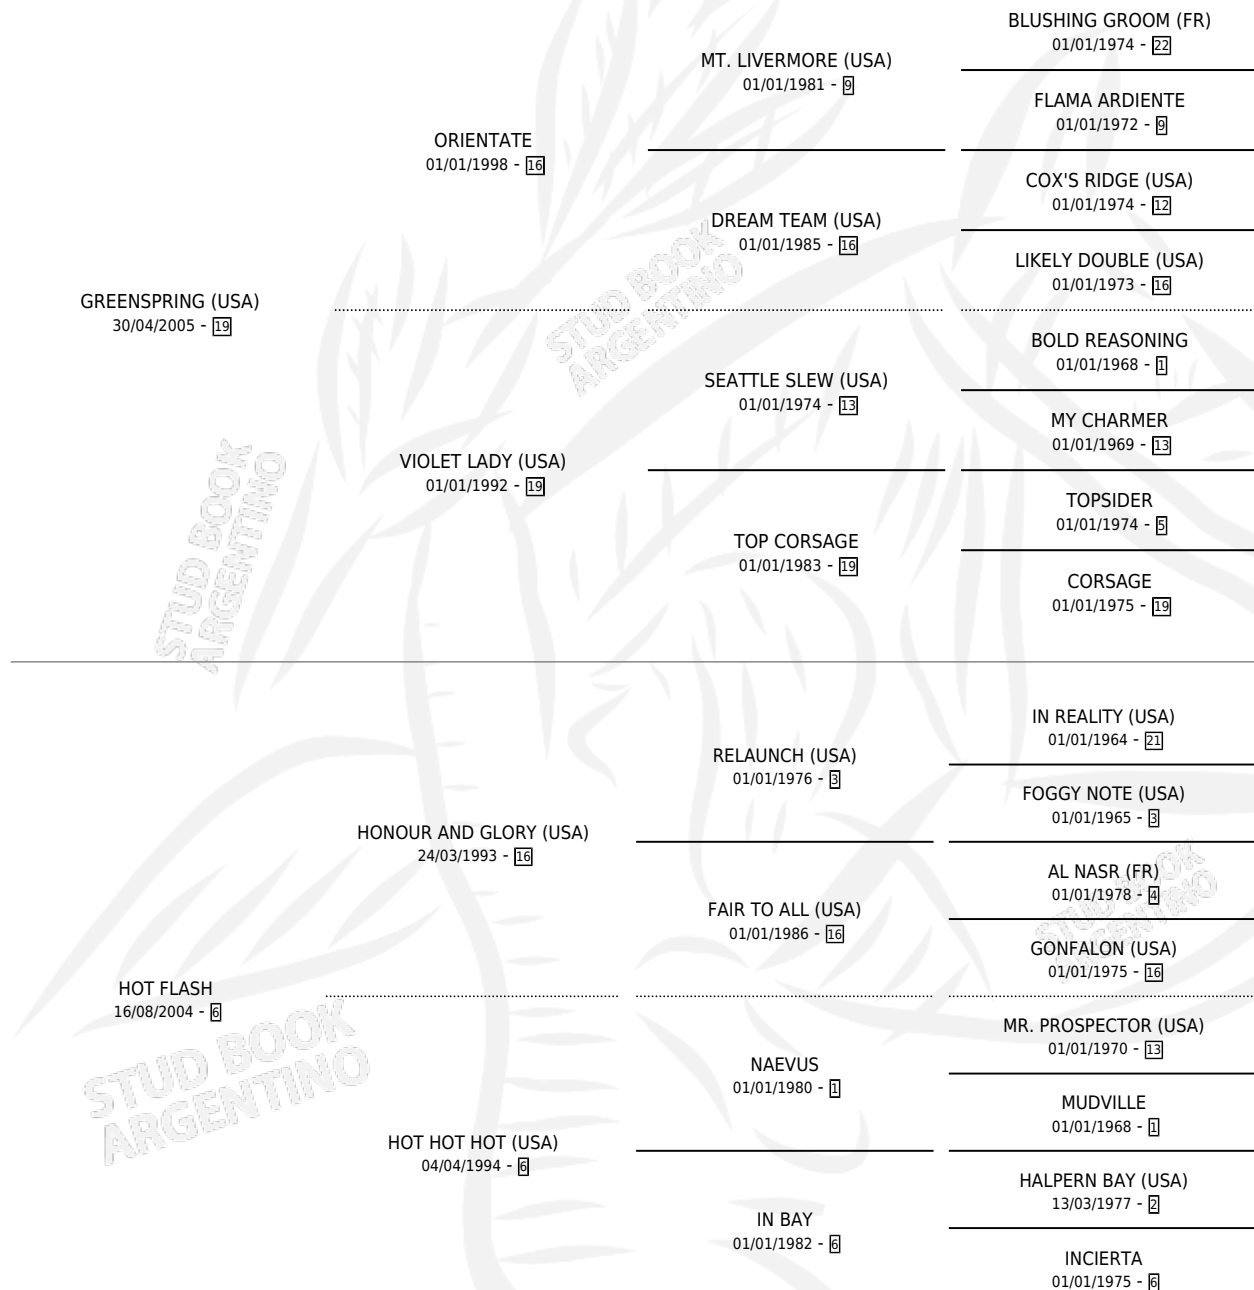 BLUSHING GROOM (FR)
01/01/1974 - 22
MT. LIVERMORE (USA)
01/01/1981 - 9
FLAMA ARDIENTE
01/01/1972 - 9
ORIENTATE
01/01/1998 - 16
COX'S RIDGE (USA)
01/01/1974 - 12
DREAM TEAM (USA)
01/01/1985 - 16
LIKELY DOUBLE (USA)
01/01/1973 - 16
GREENSPRING (USA)
30/04/2005 - 19
BOLD REASONING
01/01/1968 - 1
SEATTLE SLEW (USA)
01/01/1974 - 13
MY CHARMER
01/01/1969 - 13
VIOLET LADY (USA)
01/01/1992 - 19
TOPSIDER
01/01/1974 - 5
TOP CORSAGE
01/01/1983 - 19
CORSAGE
01/01/1975 - 19
IN REALITY (USA)
01/01/1964 - 21
RELAUNCH (USA)
01/01/1976 - 3
FOGGY NOTE (USA)
01/01/1965 - 3
HONOUR AND GLORY (USA)
24/03/1993 - 16
AL NASR (FR)
01/01/1978 - 4
FAIR TO ALL (USA)
01/01/1986 - 16
GONFALON (USA)
01/01/1975 - 16
HOT FLASH
16/08/2004 - 6
MR. PROSPECTOR (USA)
01/01/1970 - 13
NAEVUS
01/01/1980 - 1
MUDVILLE
01/01/1968 - 1
HOT HOT HOT (USA)
04/04/1994 - 6
HALPERN BAY (USA)
13/03/1977 - 2
IN BAY
01/01/1982 - 6
INCIERTA
01/01/1975 - 6
STUD BOOK
ARGENTINO
STUD BOOK
ARGENTINO
STUD BOOK
ARGENTINO
STUD BOOK
ARGENTINO